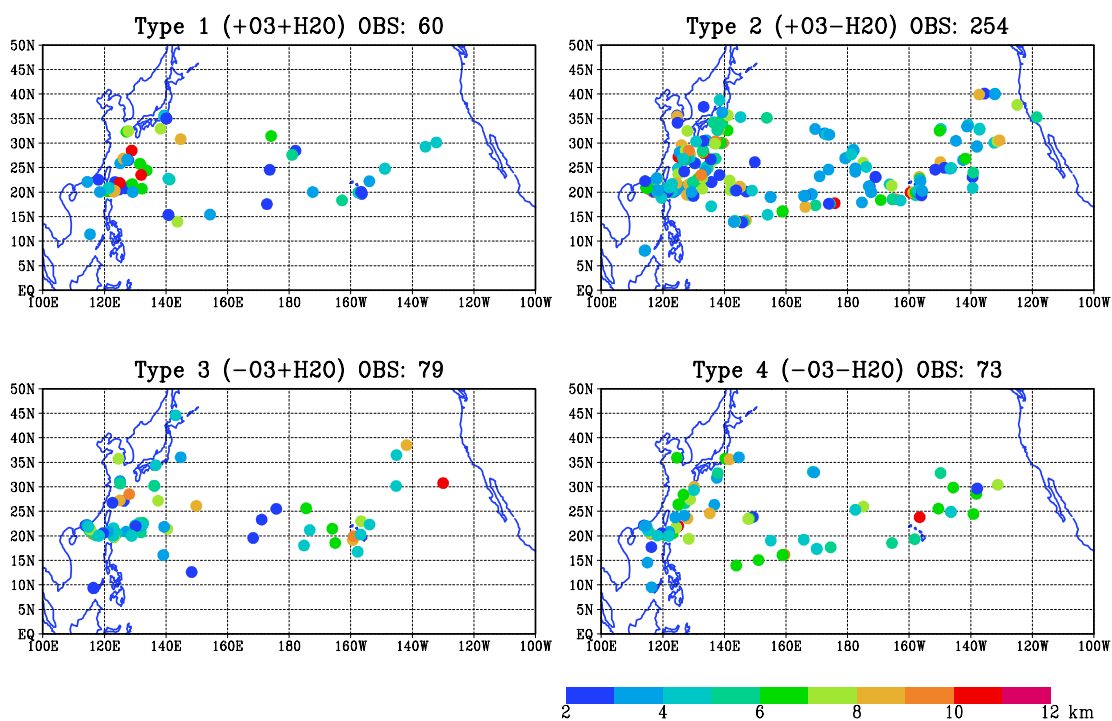 Type 1 (+O3+H2O) OBS: 60
50N
45N
40N
35N
30N
25N
20N
15N
10N
5N
EQ
100E 120E 140E 160E 180 160W 140W 120W 100W
Type 2 (+O3−H2O) OBS: 254
50N
45N
40N
35N
30N
25N
20N
15N
10N
5N
EQ
100E 120E 140E 160E 180 160W 140W 120W 100W
Type 3 (−O3+H2O) OBS: 79
50N
45N
40N
35N
30N
25N
20N
15N
10N
5N
EQ
100E 120E 140E 160E 180 160W 140W 120W 100W
Type 4 (−O3−H2O) OBS: 73
50N
45N
40N
35N
30N
25N
20N
15N
10N
5N
EQ
100E 120E 140E 160E 180 160W 140W 120W 100W
2 4 6 8 10 12 km